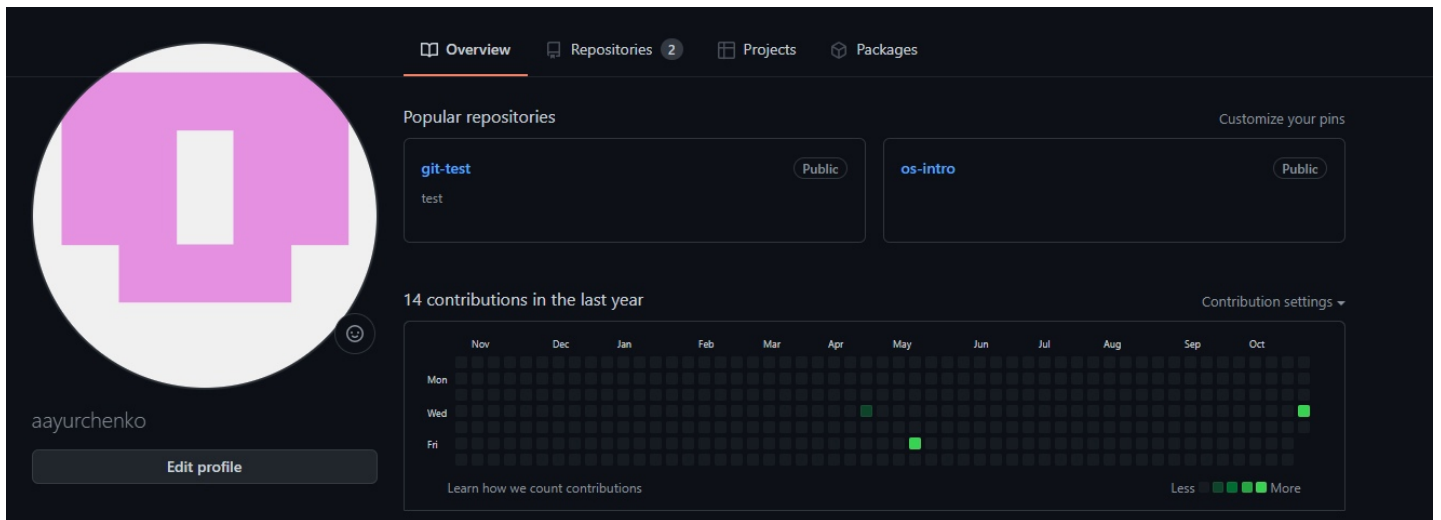 Overview Repositories 2 Projects Packages
Popular repositories Customize your pins
git-test Public
test
os-intro Public
14 contributions in the last year Contribution settings
Nov Dec Jan Feb Mar Apr May Jun Jul Aug Sep Oct
Mon
Wed
Fri
Learn how we count contributions Less More
aayurchenko
Edit profile